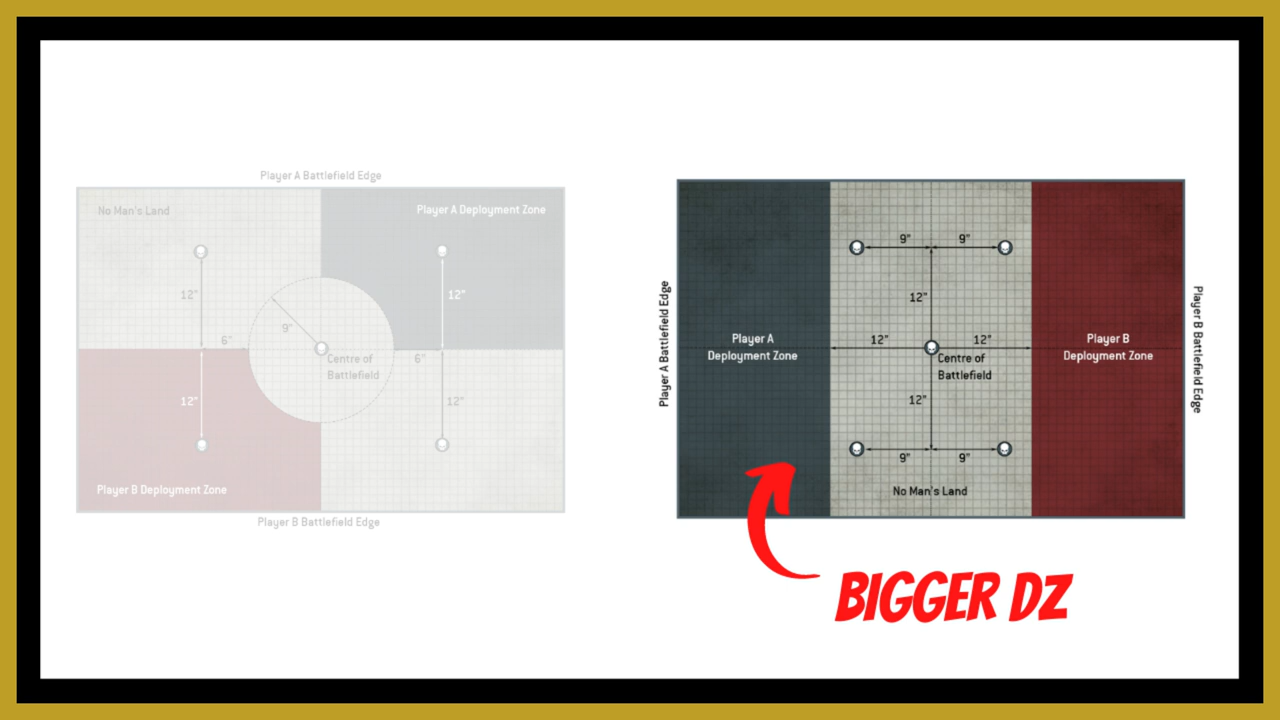 Player A Battlefield Edge
No Man's Land
Player A Deployment Zone
12"
12"
9"
6"
Centre of
Battlefield
6"
12"
12"
Player B Deployment Zone
Player B Battlefield Edge
Player A Battlefield Edge
9"
9"
12"
Player A
Deployment Zone
12"
12"
Centre of
Battlefield
Player B
Deployment Zone
12"
9"
9"
No Man's Land
Player B Battlefield Edge
BIGGER DZ